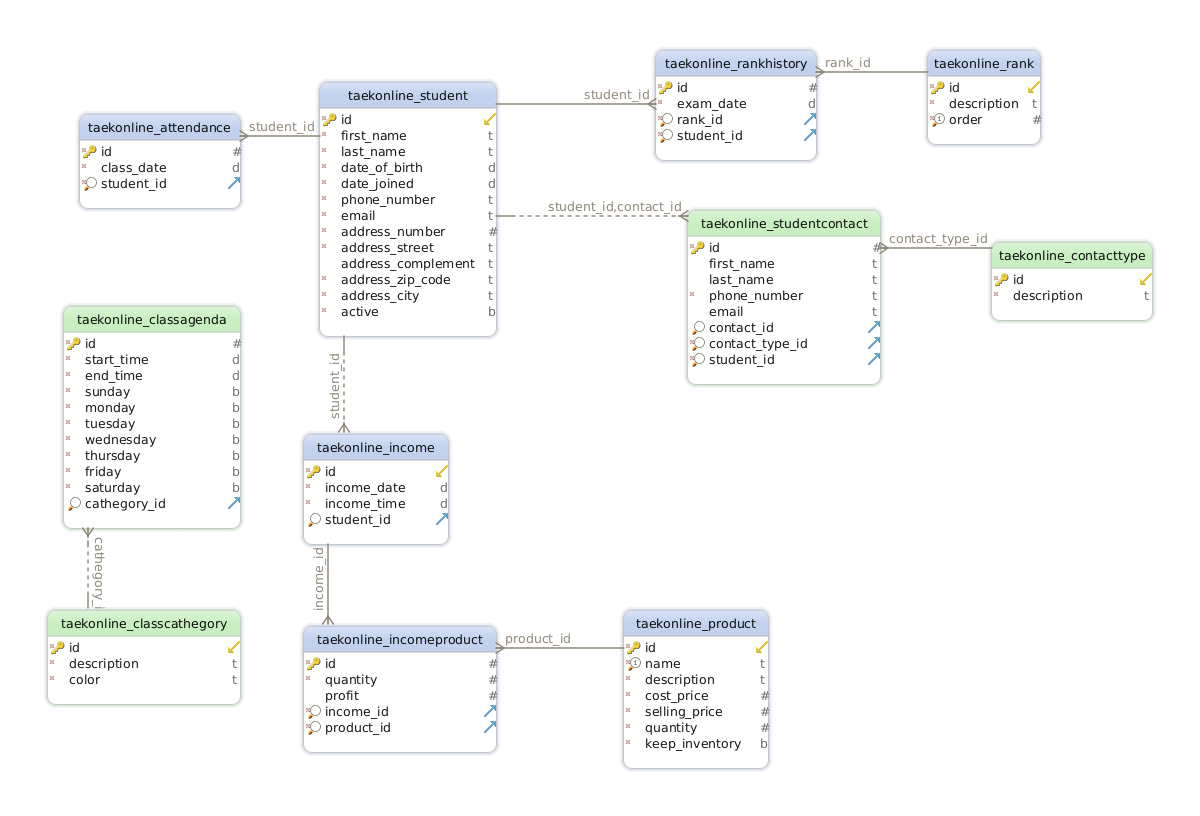 taekonline_attendance
id #
class_date d
student_id
student_id
taekonline_student
id
first_name t
last_name t
date_of_birth d
date_joined d
phone_number t
email t
address_number #
address_street t
address_complement t
address_zip_code t
address_city t
active b
student_id
taekonline_rankhistory
id #
exam_date d
rank_id
student_id
rank_id
taekonline_rank
id
description t
order #
student_id,contact_id
taekonline_studentcontact
id #
first_name t
last_name t
phone_number t
email t
contact_id
contact_type_id
student_id
contact_type_id
taekonline_contacttype
id
description t
taekonline_classagenda
id #
start_time d
end_time d
sunday b
monday b
tuesday b
wednesday b
thursday b
friday b
saturday b
cathegory_id
cathegory_i
taekonline_classcathegory
id
description t
color t
student_id
taekonline_income
id
income_date d
income_time d
student_id
income_id
taekonline_incomeproduct
id #
quantity #
profit #
income_id
product_id
product_id
taekonline_product
id
name t
description t
cost_price #
selling_price #
quantity #
keep_inventory b